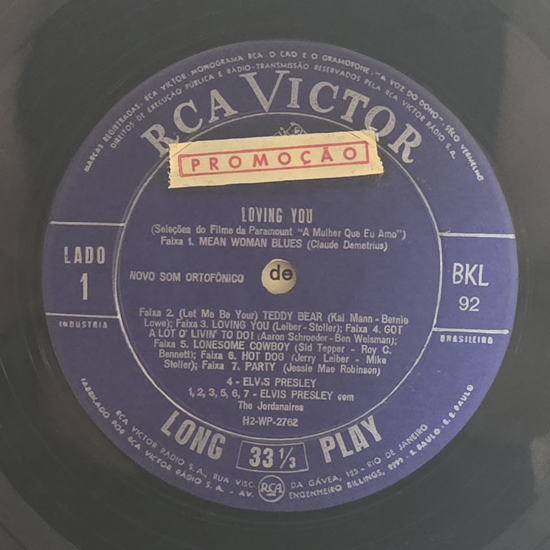 MARCAS REGISTRADAS: RCA, RCA VICTOR, MONOGRAMA RCA, O CÃO E O GRAMOFONE, "A VOZ DO DONO", SÊLO VERMELHO
DIREITOS DE EXECUÇÃO PÚBLICA E RÁDIO-TRANSMISSÃO RESERVADOS PELA RCA VICTOR RÁDIO S. A.
RCA VICTOR
PROMOÇÃO
LOVING YOU
(Seleções do Filme da Paramount "A Mulher Que Eu Amo")
Faixa 1. MEAN WOMAN BLUES (Claude Demetrius)
LADO
1
NOVO SOM ORTOFÔNICO
de
BKL
92
INDUSTRIA
BRASILEIRA
Faixa 2. (Let Me Be Your) TEDDY BEAR (Kal Mann - Bernie
Lowe); Faixa 3. LOVING YOU (Leiber - Stoller); Faixa 4. GOT
A LOT O' LIVIN' TO DO! (Aaron Schroeder - Ben Weisman)
Faixa 5. LONESOME COWBOY (Sid Tepper - Roy C.
Bennett); Faixa 6. HOT DOG (Jerry Leiber - Mike
Stoller); Faixa 7. PARTY (Jessie Mae Robinson)
4 - ELVIS PRESLEY
1, 2, 3, 5, 6, 7 - ELVIS PRESLEY com
The Jordanaires
H2-WP-2762
LONG 33 1/3 PLAY
FABRICADO POR RCA VICTOR RÁDIO S. A.
RCA VICTOR RÁDIO S. A., RUA VISC. DA GÁVEA, 125 - RIO DE JANEIRO
RCA
AV. ENGENHEIRO BILLINGS, - S. PAULO - E. S. PAULO